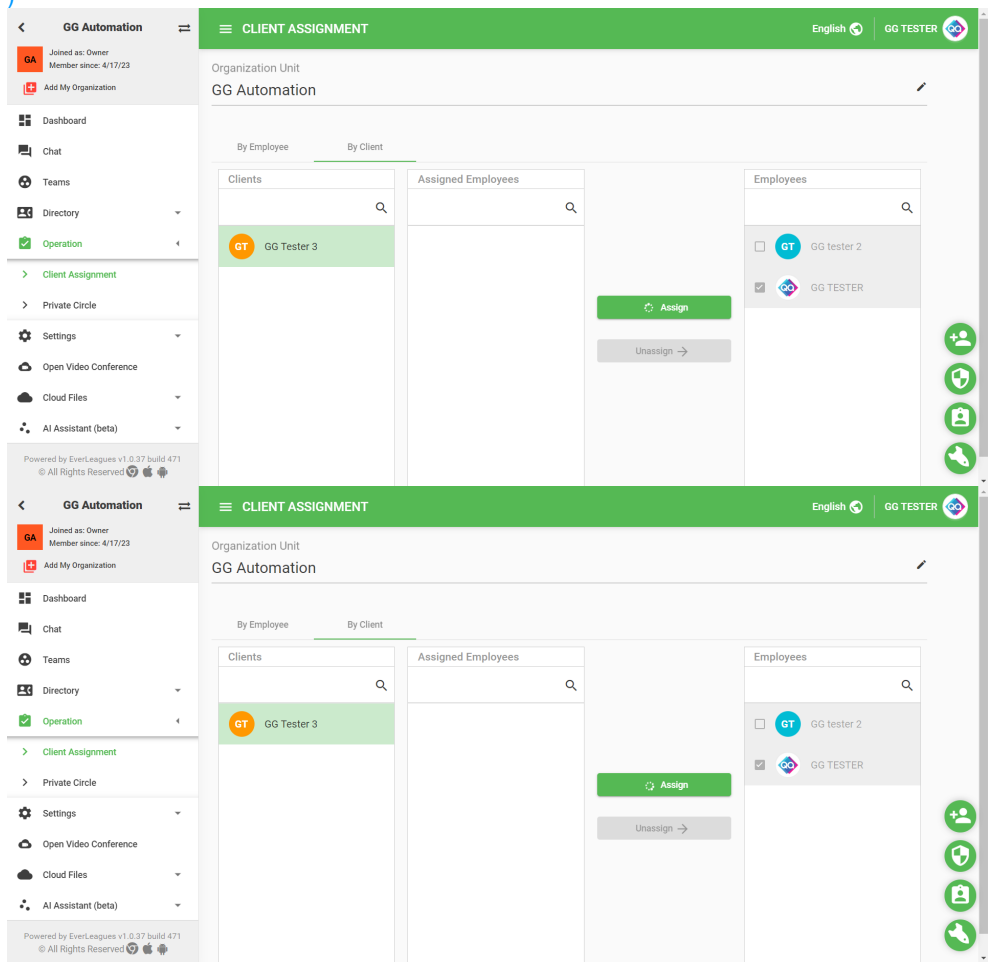 )
GG Automation
CLIENT ASSIGNMENT
English
GG TESTER
GA
Joined as: Owner
Member since: 4/17/23
Add My Organization
Organization Unit
GG Automation
Dashboard
Chat
Teams
Directory
Operation
Client Assignment
Private Circle
Settings
Open Video Conference
Cloud Files
AI Assistant (beta)
Powered by EverLeagues v1.0.37 build 471
© All Rights Reserved
By Employee
By Client
Clients
Assigned Employees
Employees
GT GG Tester 3
GT GG tester 2
GG TESTER
Assign
Unassign
GG Automation
CLIENT ASSIGNMENT
English
GG TESTER
GA
Joined as: Owner
Member since: 4/17/23
Add My Organization
Organization Unit
GG Automation
Dashboard
Chat
Teams
Directory
Operation
Client Assignment
Private Circle
Settings
Open Video Conference
Cloud Files
AI Assistant (beta)
Powered by EverLeagues v1.0.37 build 471
© All Rights Reserved
By Employee
By Client
Clients
Assigned Employees
Employees
GT GG Tester 3
GT GG tester 2
GG TESTER
Assign
Unassign